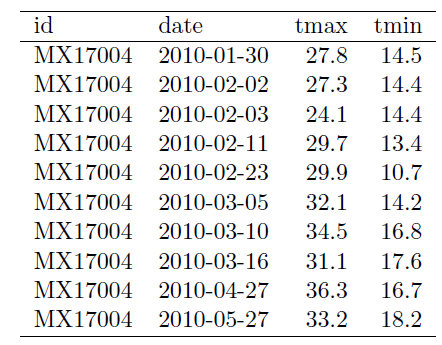 id date tmax tmin
MX17004 2010-01-30 27.8 14.5
MX17004 2010-02-02 27.3 14.4
MX17004 2010-02-03 24.1 14.4
MX17004 2010-02-11 29.7 13.4
MX17004 2010-02-23 29.9 10.7
MX17004 2010-03-05 32.1 14.2
MX17004 2010-03-10 34.5 16.8
MX17004 2010-03-16 31.1 17.6
MX17004 2010-04-27 36.3 16.7
MX17004 2010-05-27 33.2 18.2